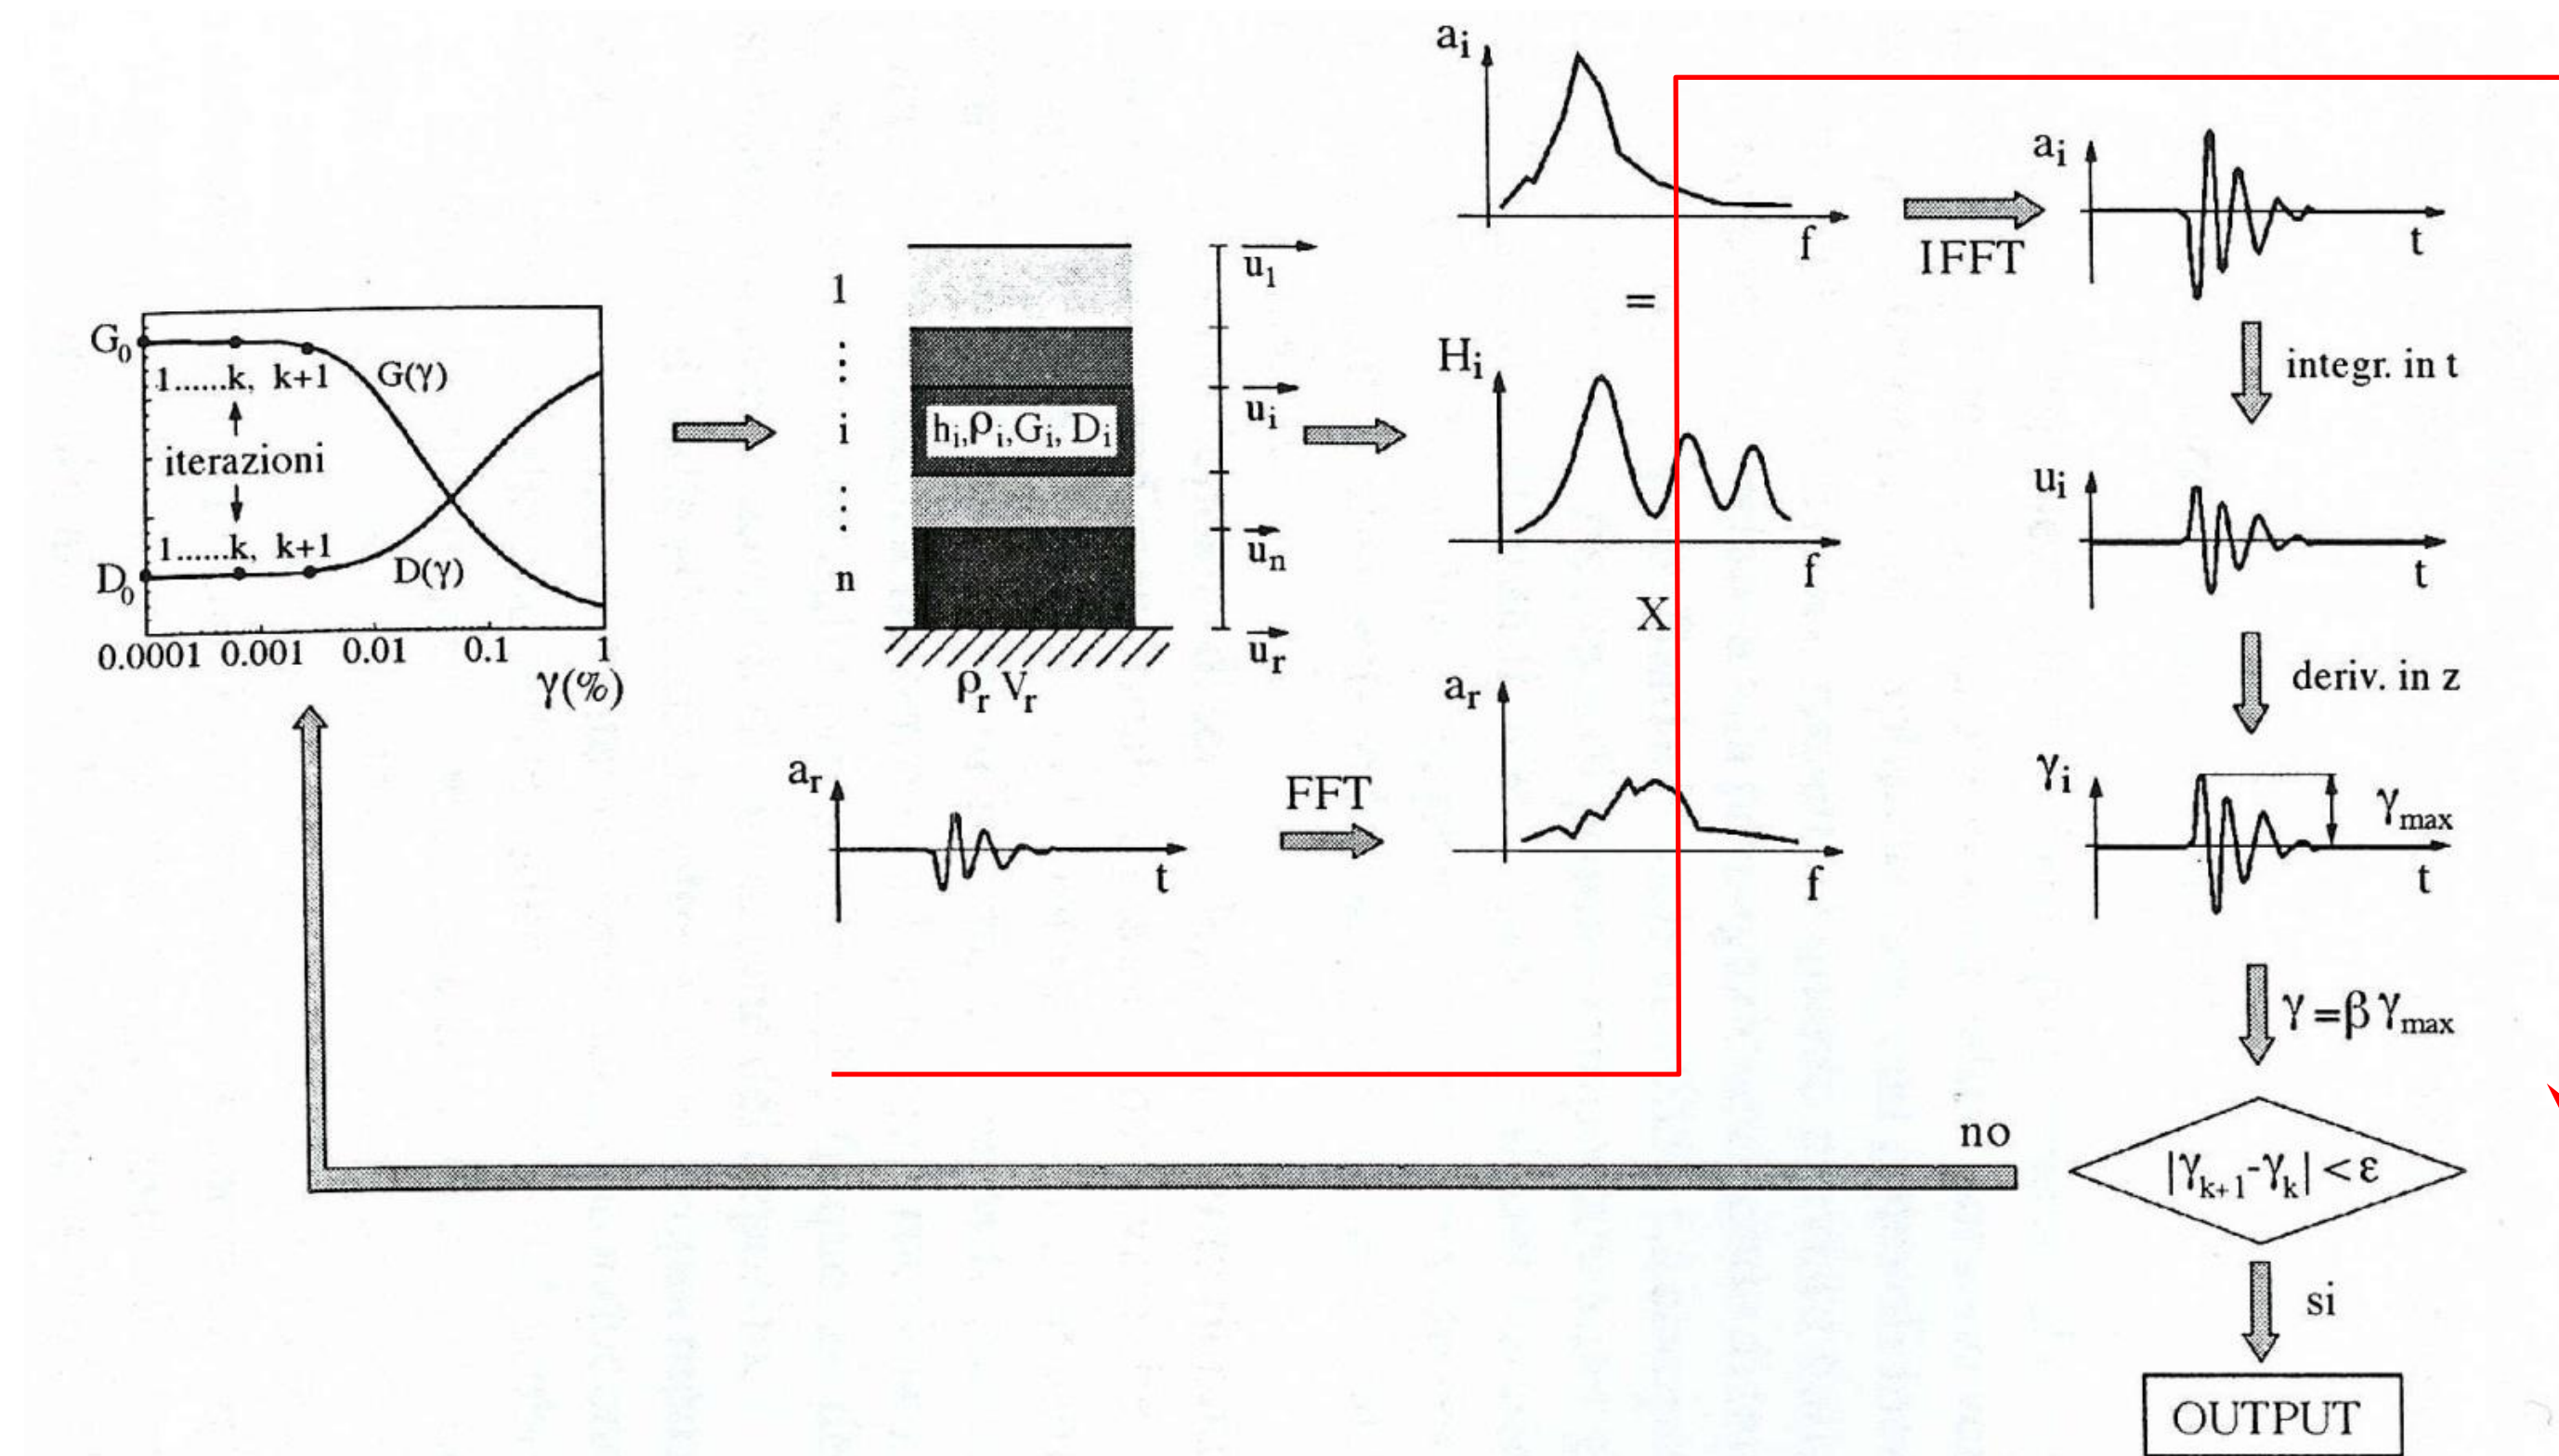 G₀
1......k, k+1
G(γ)
iterazioni
1......k, k+1
D₀
D(γ)
0.0001 0.001 0.01 0.1 1
γ(%)
1
⋮
i
⋮
n
hᵢ,ρᵢ,Gᵢ, Dᵢ
u₁
uᵢ
uₙ
uᵣ
ρᵣ Vᵣ
aᵣ
t
FFT
aᵢ
f
=
Hᵢ
f
X
aᵣ
f
IFFT
aᵢ
t
integr. in t
uᵢ
t
deriv. in z
γᵢ
γmax
t
γ=βγmax
no
|γₖ₊₁-γₖ|<ε
si
OUTPUT